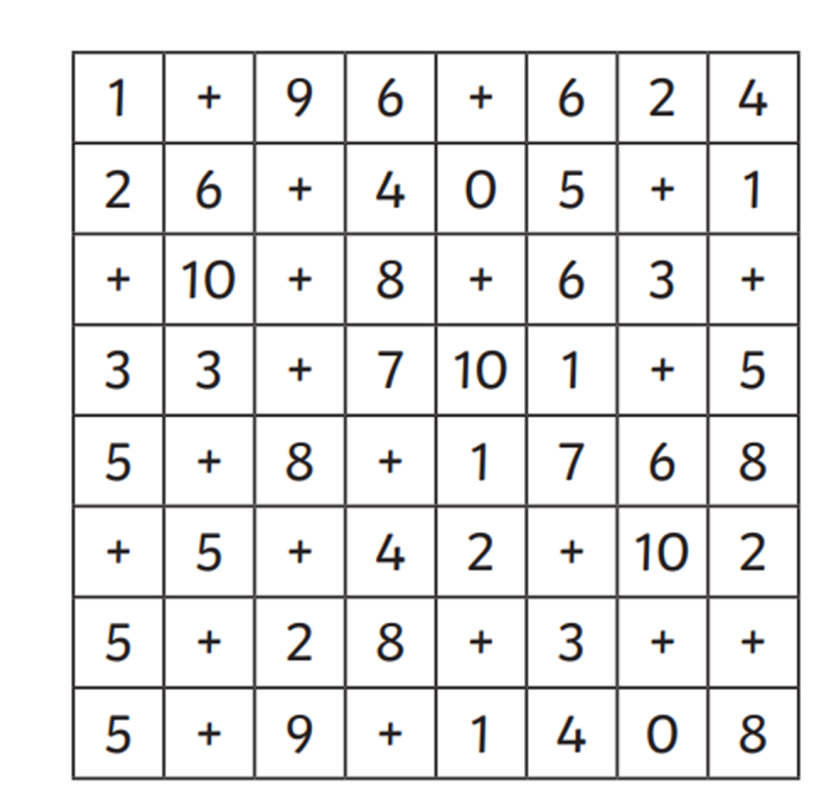 1 + 9 6 + 6 2 4
2 6 + 4 0 5 + 1
+ 10 + 8 + 6 3 +
3 3 + 7 10 1 + 5
5 + 8 + 1 7 6 8
+ 5 + 4 2 + 10 2
5 + 2 8 + 3 + +
5 + 9 + 1 4 0 8